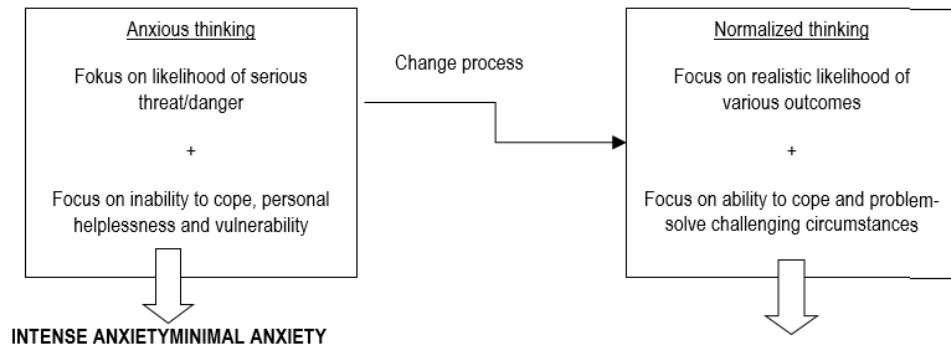 Anxious thinking
Fokus on likelihood of serious
threat/danger
+
Focus on inability to cope, personal
helplessness and vulnerability
Change process
Normalized thinking
Focus on realistic likelihood of
various outcomes
+
Focus on ability to cope and problem-
solve challenging circumstances
INTENSE ANXIETYMINIMAL ANXIETY